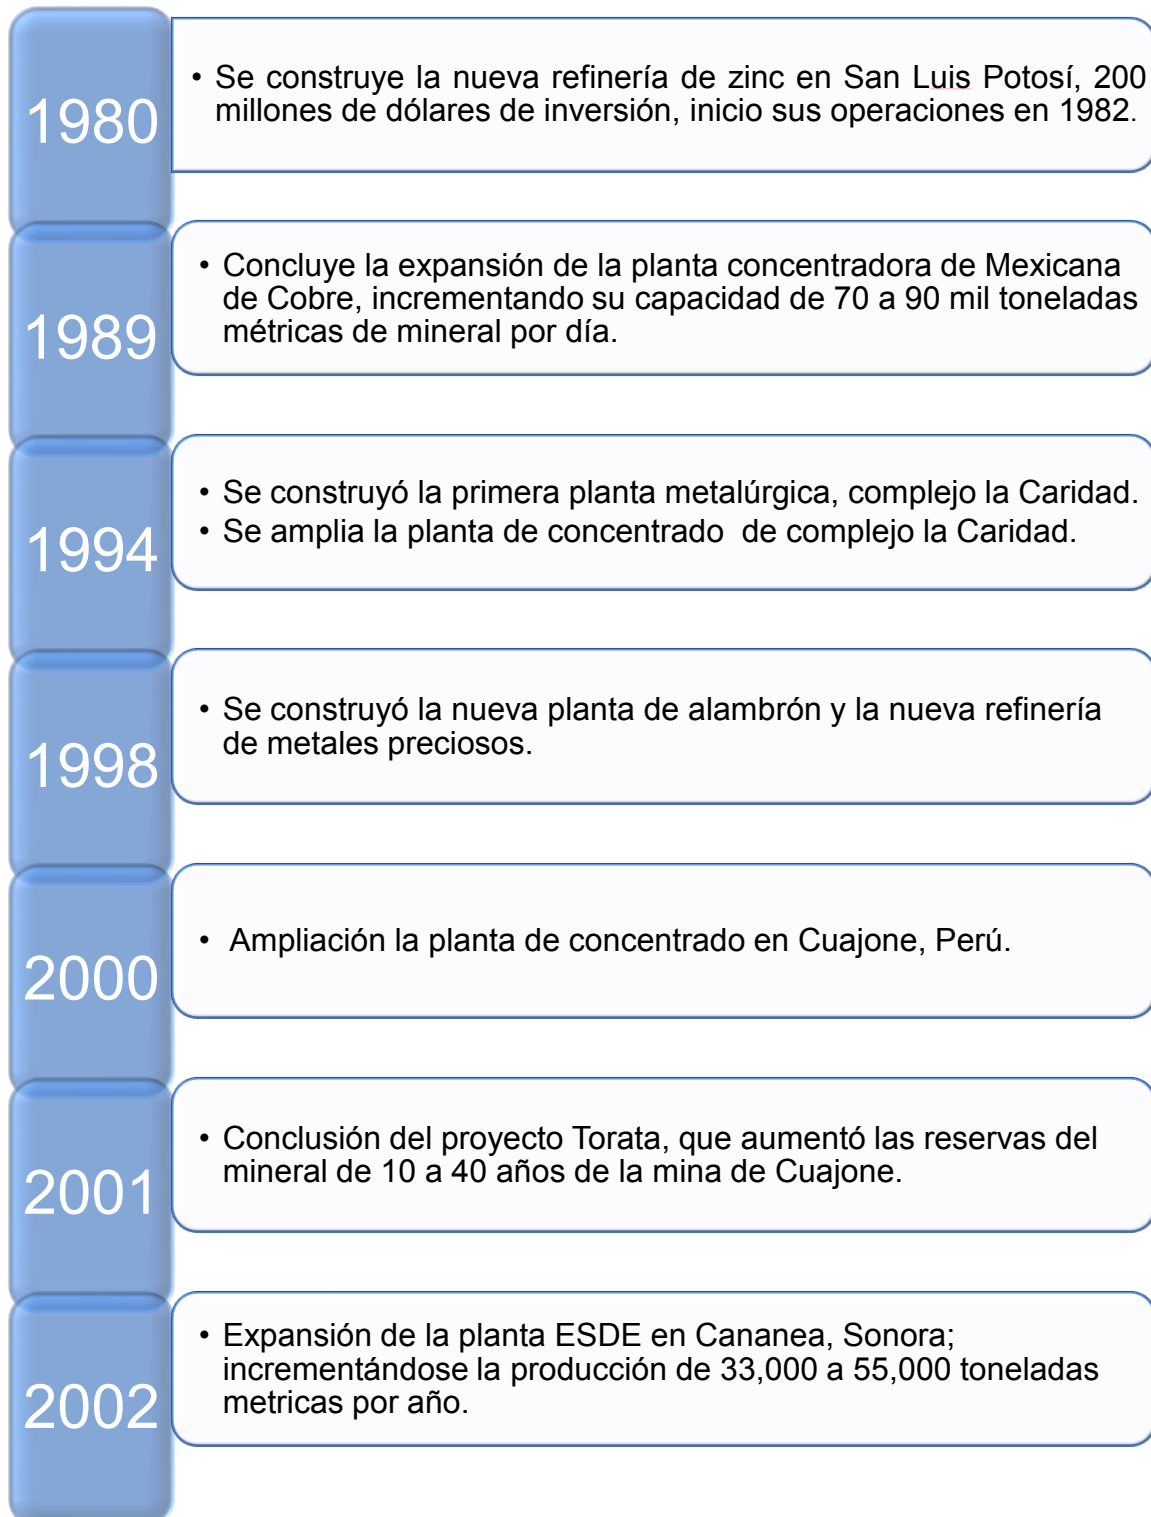 1980
• Se construye la nueva refinería de zinc en San Luis Potosí, 200
millones de dólares de inversión, inicio sus operaciones en 1982.
1989
• Concluye la expansión de la planta concentradora de Mexicana
de Cobre, incrementando su capacidad de 70 a 90 mil toneladas
métricas de mineral por día.
1994
• Se construyó la primera planta metalúrgica, complejo la Caridad.
• Se amplia la planta de concentrado  de complejo la Caridad.
1998
• Se construyó la nueva planta de alambrón y la nueva refinería
de metales preciosos.
2000
• Ampliación la planta de concentrado en Cuajone, Perú.
2001
• Conclusión del proyecto Torata, que aumentó las reservas del
mineral de 10 a 40 años de la mina de Cuajone.
2002
• Expansión de la planta ESDE en Cananea, Sonora;
incrementándose la producción de 33,000 a 55,000 toneladas
metricas por año.